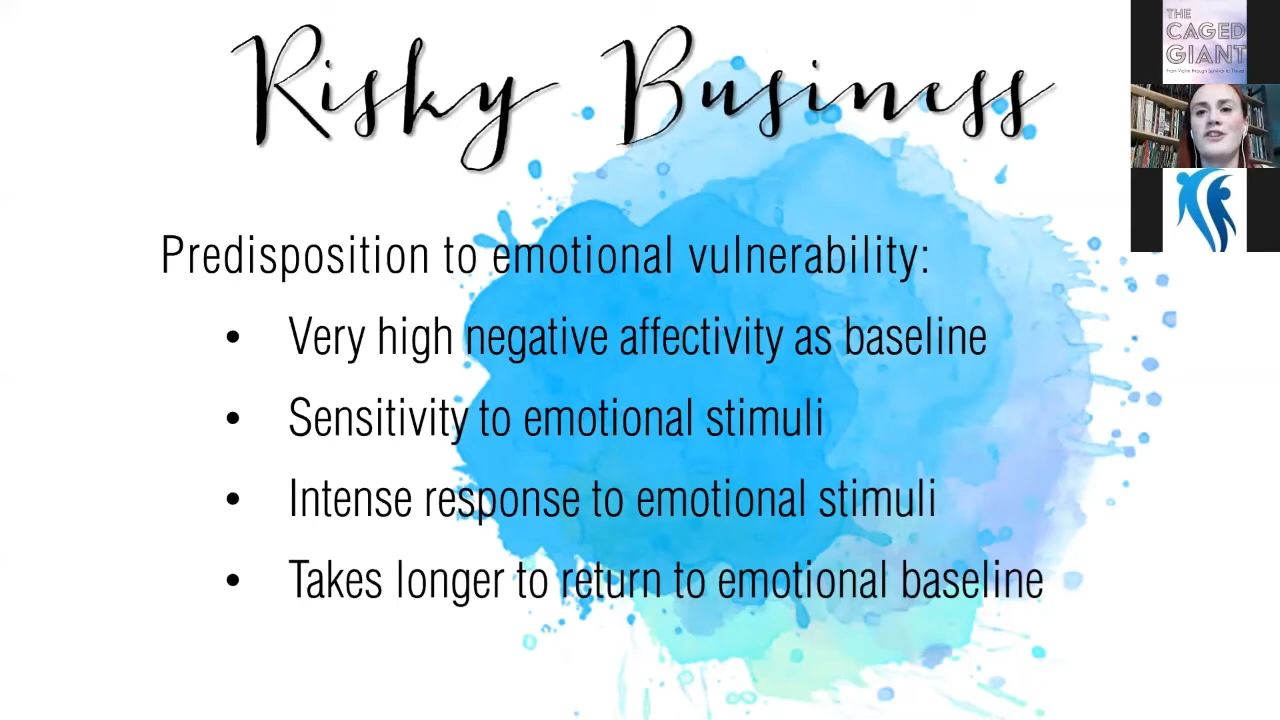 Risky Business
Predisposition to emotional vulnerability:
• Very high negative affectivity as baseline
• Sensitivity to emotional stimuli
• Intense response to emotional stimuli
• Takes longer to return to emotional baseline
THE
CAGED
GIANT